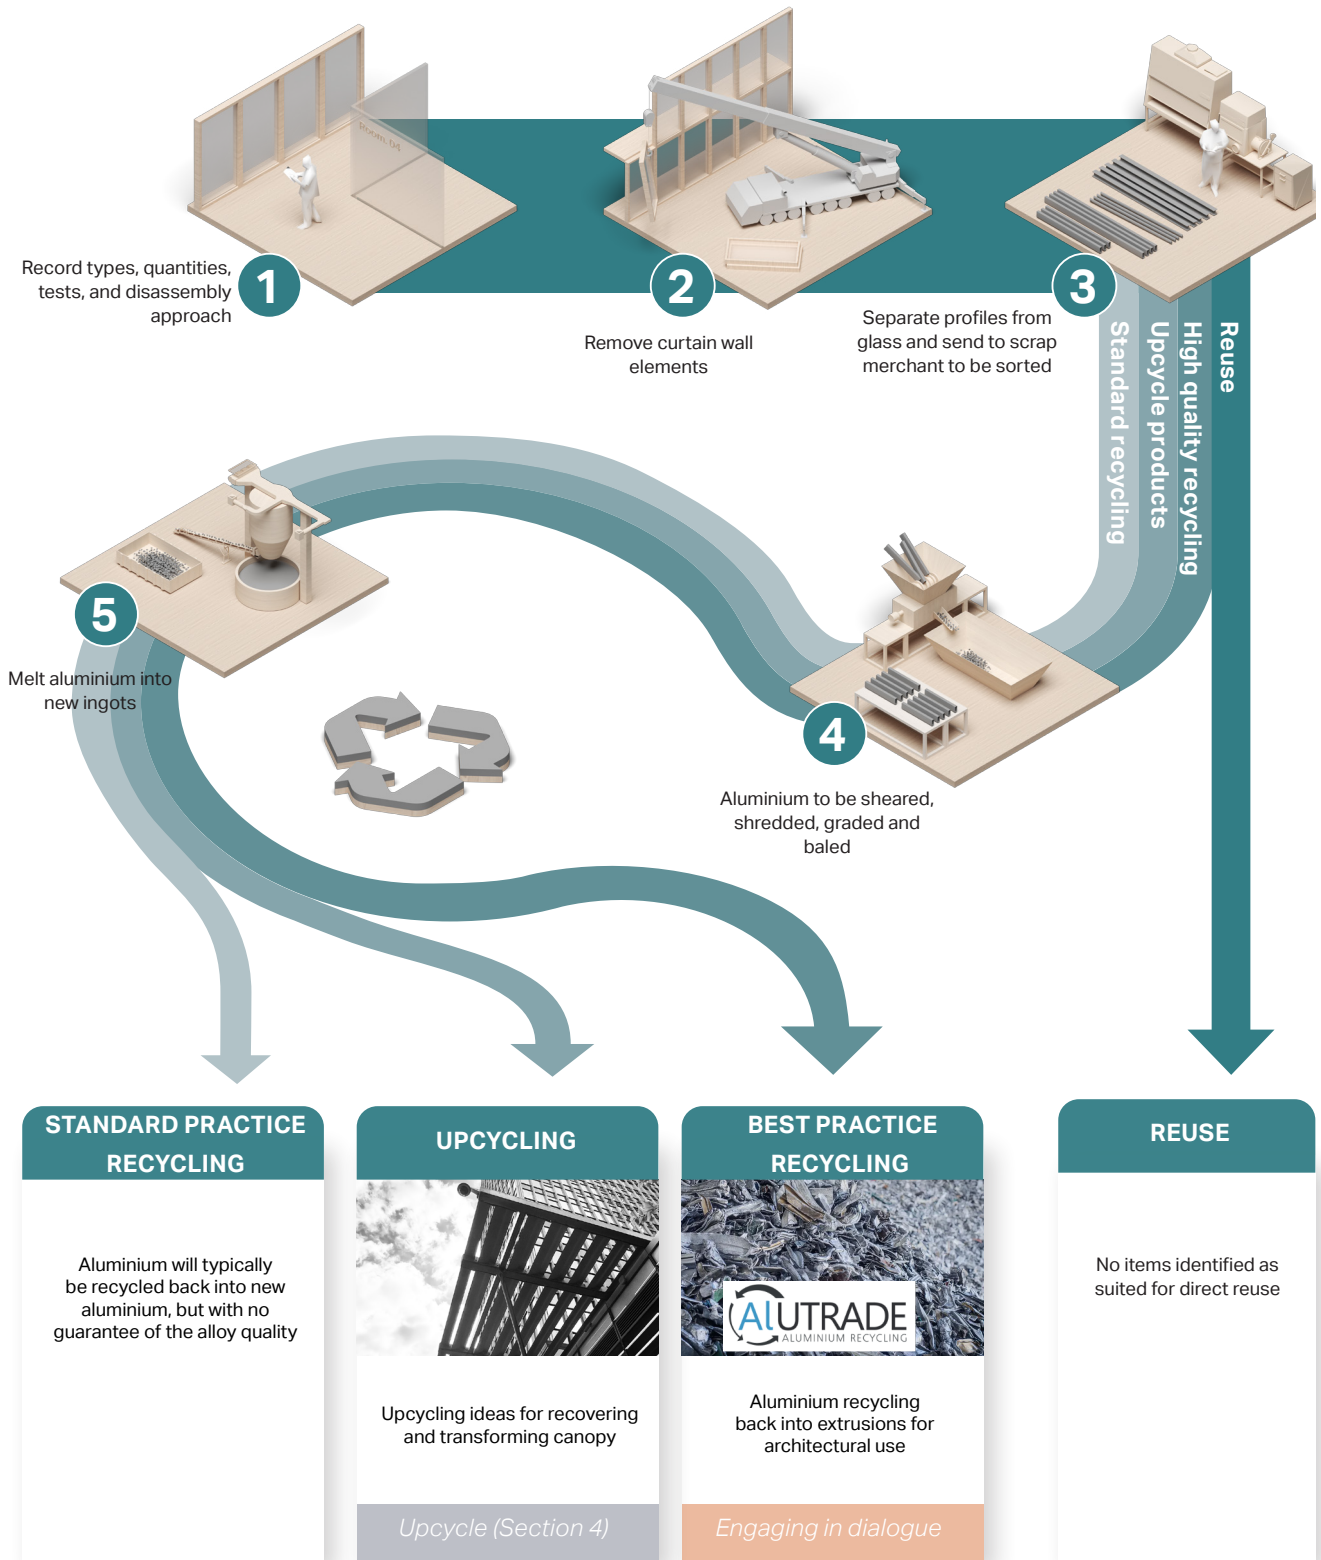 Room 04
1
Record types, quantities,
tests, and disassembly
approach
2
Remove curtain wall
elements
3
Separate profiles from
glass and send to scrap
merchant to be sorted
Standard recycling
Upcycle products
High quality recycling
Reuse
4
Aluminium to be sheared,
shredded, graded and
baled
5
Melt aluminium into
new ingots
STANDARD PRACTICE
RECYCLING
Aluminium will typically
be recycled back into new
aluminium, but with no
guarantee of the alloy quality
UPCYCLING
Upcycling ideas for recovering
and transforming canopy
Upcycle (Section 4)
BEST PRACTICE
RECYCLING
AlUTRADE
ALUMINIUM RECYCLING
Aluminium recycling
back into extrusions for
architectural use
Engaging in dialogue
REUSE
No items identified as
suited for direct reuse